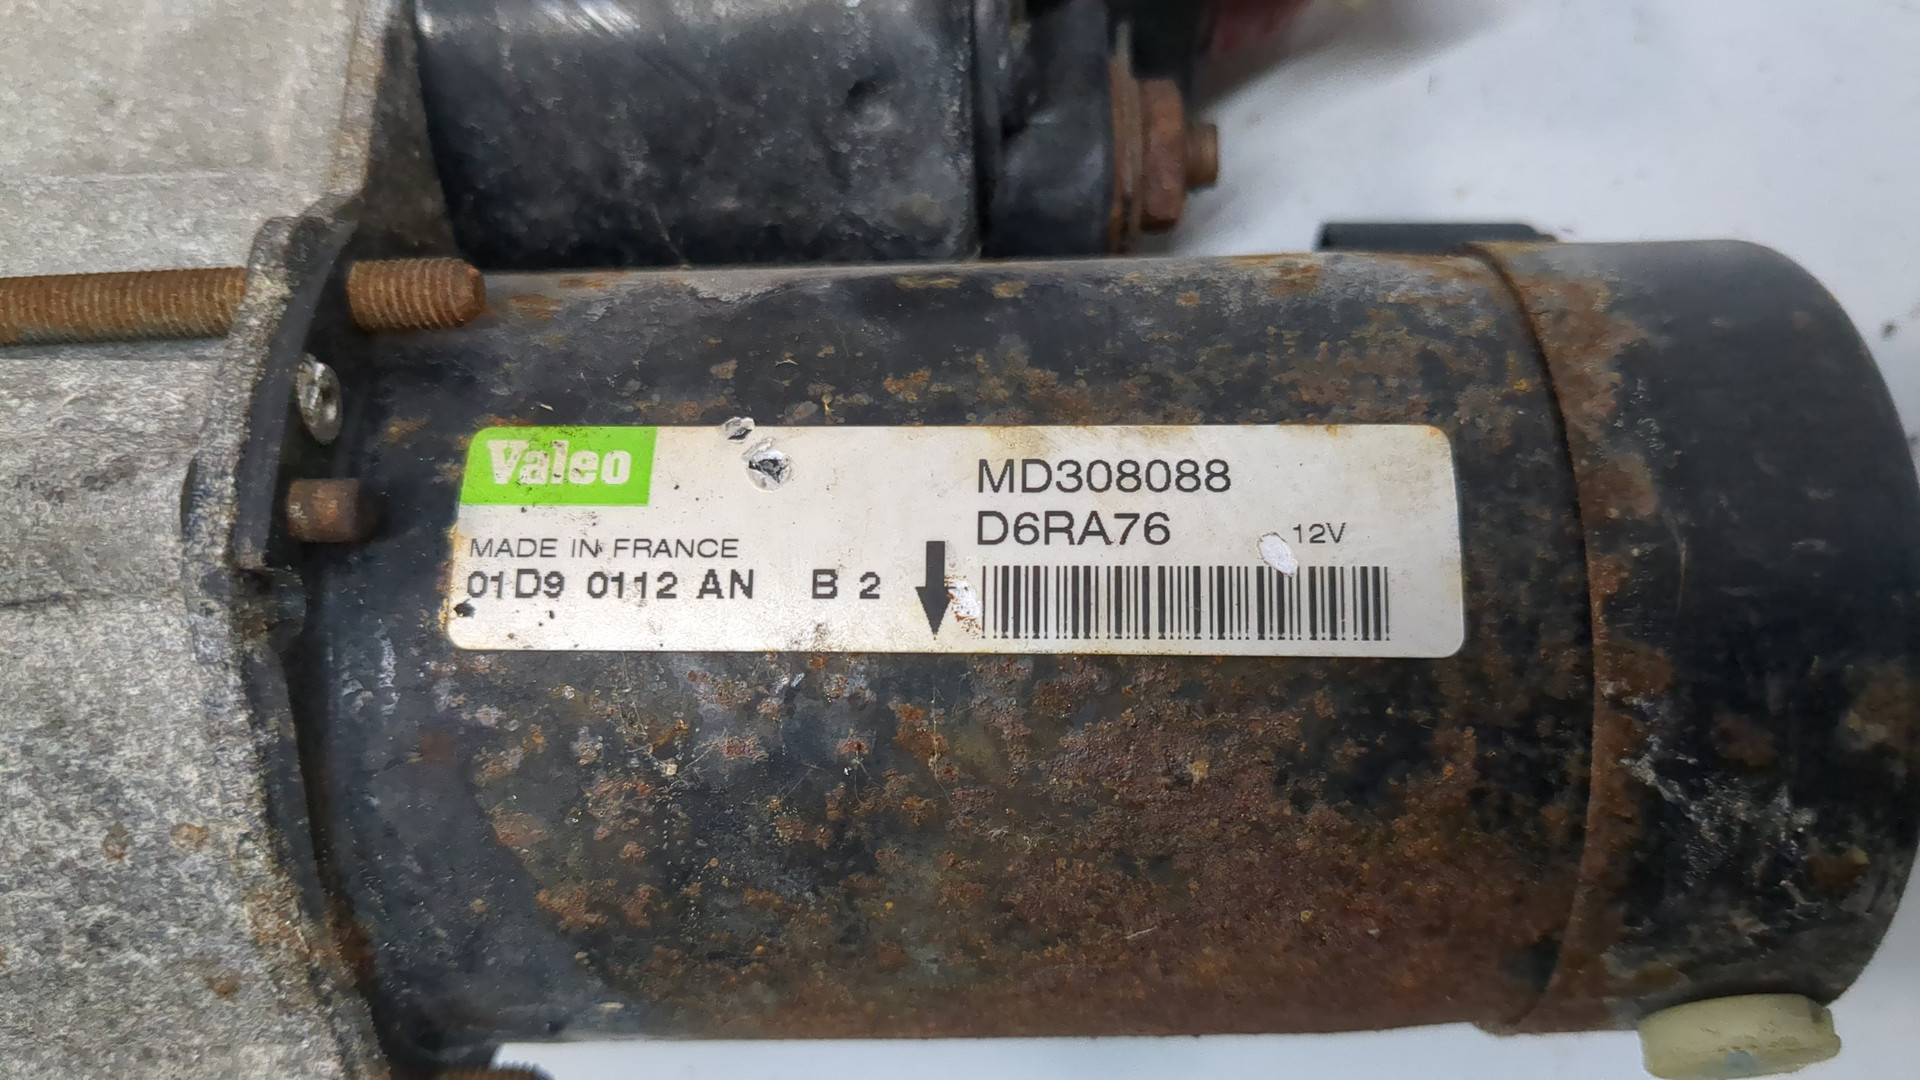 Valeo
MD308088
D6RA76
12V
MADE IN FRANCE
01D9 0112 AN B 2